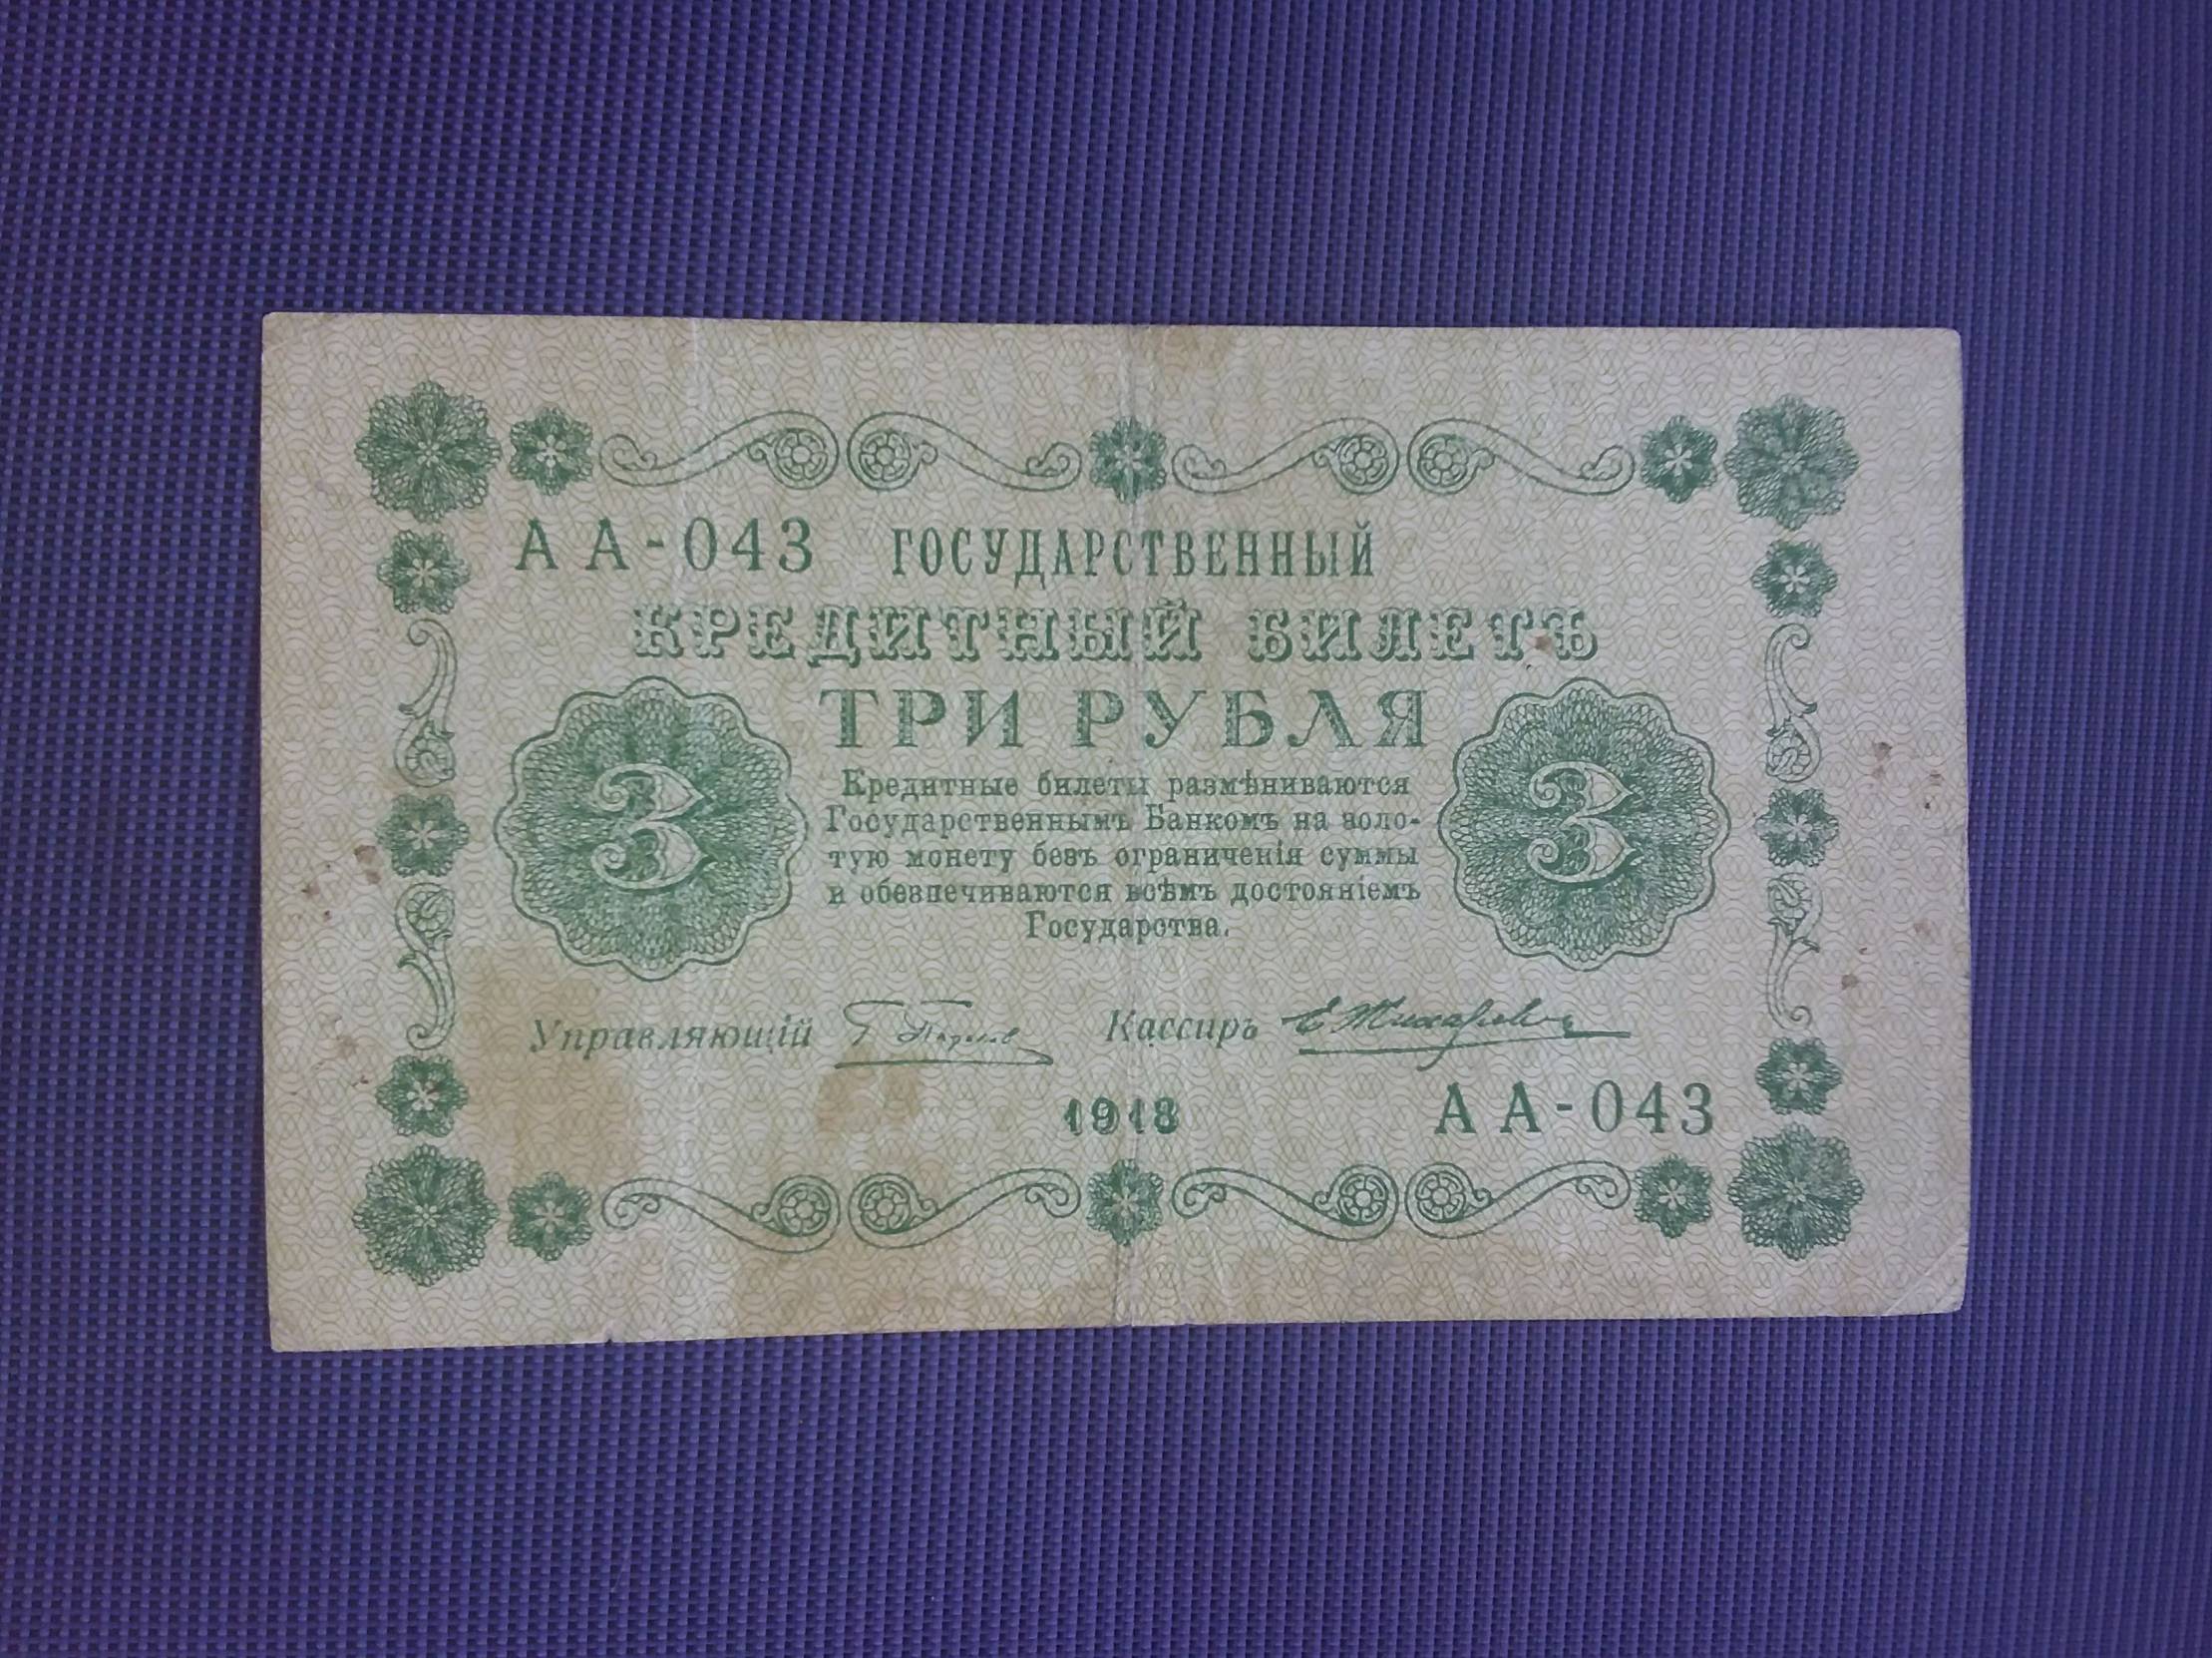 АА-043 ГОСУДАРСТВЕННЫЙ
КРЕДИТНЫЙ БИЛЕТЪ
ТРИ РУБЛЯ
3 3
Кредитные билеты размѣниваются
Государственнымъ Банкомъ на золо-
тую монету безъ ограниченія суммы
и обезпечиваются всѣмъ достояніемъ
Государства.
Управляющій Кассиръ
1918 АА-043